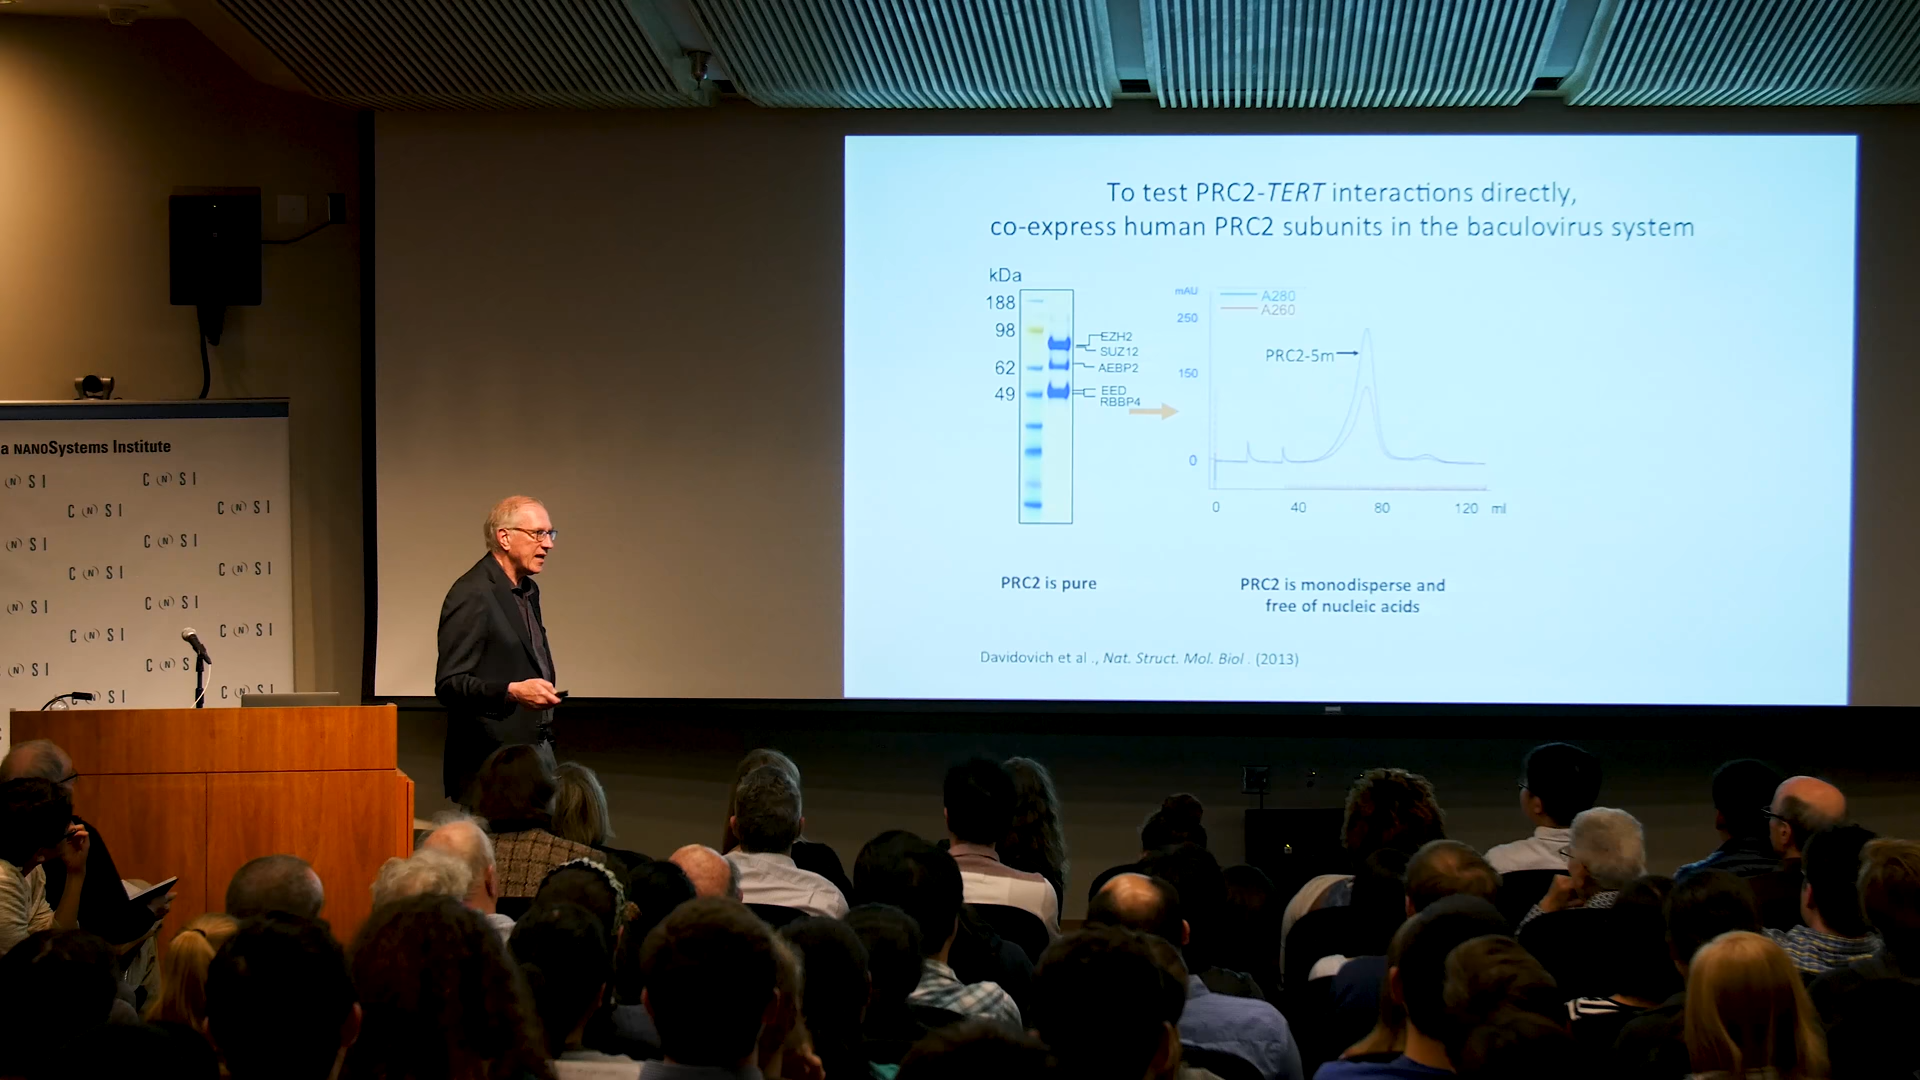 To test PRC2-TERT interactions directly,
co-express human PRC2 subunits in the baculovirus system
kDa
188
98
62
49
EZH2
SUZ12
AEBP2
EED
RBBP4
mAU
250
150
0
A280
A260
PRC2-5m
0 40 80 120 ml
PRC2 is pure
PRC2 is monodisperse and
free of nucleic acids
Davidovich et al ., Nat. Struct. Mol. Biol . (2013)
a NANOSystems Institute
(N) S I
C (N) S I
C (N) S I
C (N) S I
(N) S I
C (N) S I
C (N) S I
C (N) S I
(N) S I
C (N) S I
C (N) S I
C (N) S I
(N) S I
C (N) S
C (N) S I